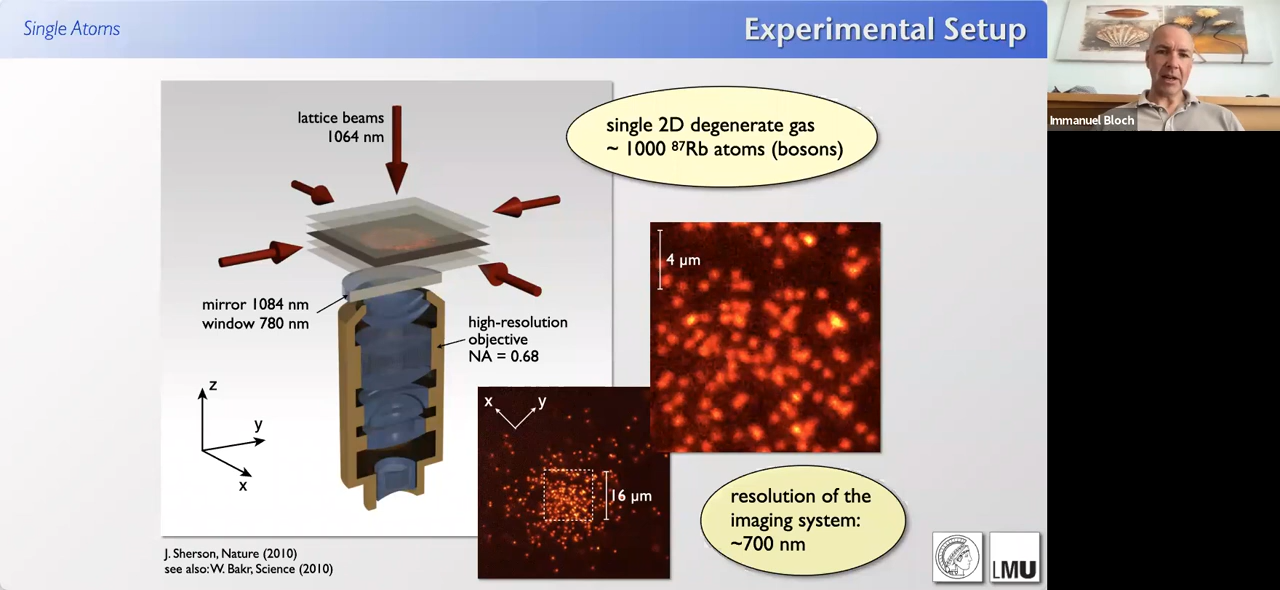 Single Atoms
Experimental Setup
Immanuel Bloch
lattice beams
1064 nm
single 2D degenerate gas
~ 1000 ⁸⁷Rb atoms (bosons)
4 µm
mirror 1084 nm
window 780 nm
high-resolution
objective
NA = 0.68
z
y
x
x
y
16 µm
resolution of the
imaging system:
~700 nm
J. Sherson, Nature (2010)
see also: W. Bakr, Science (2010)
LMU